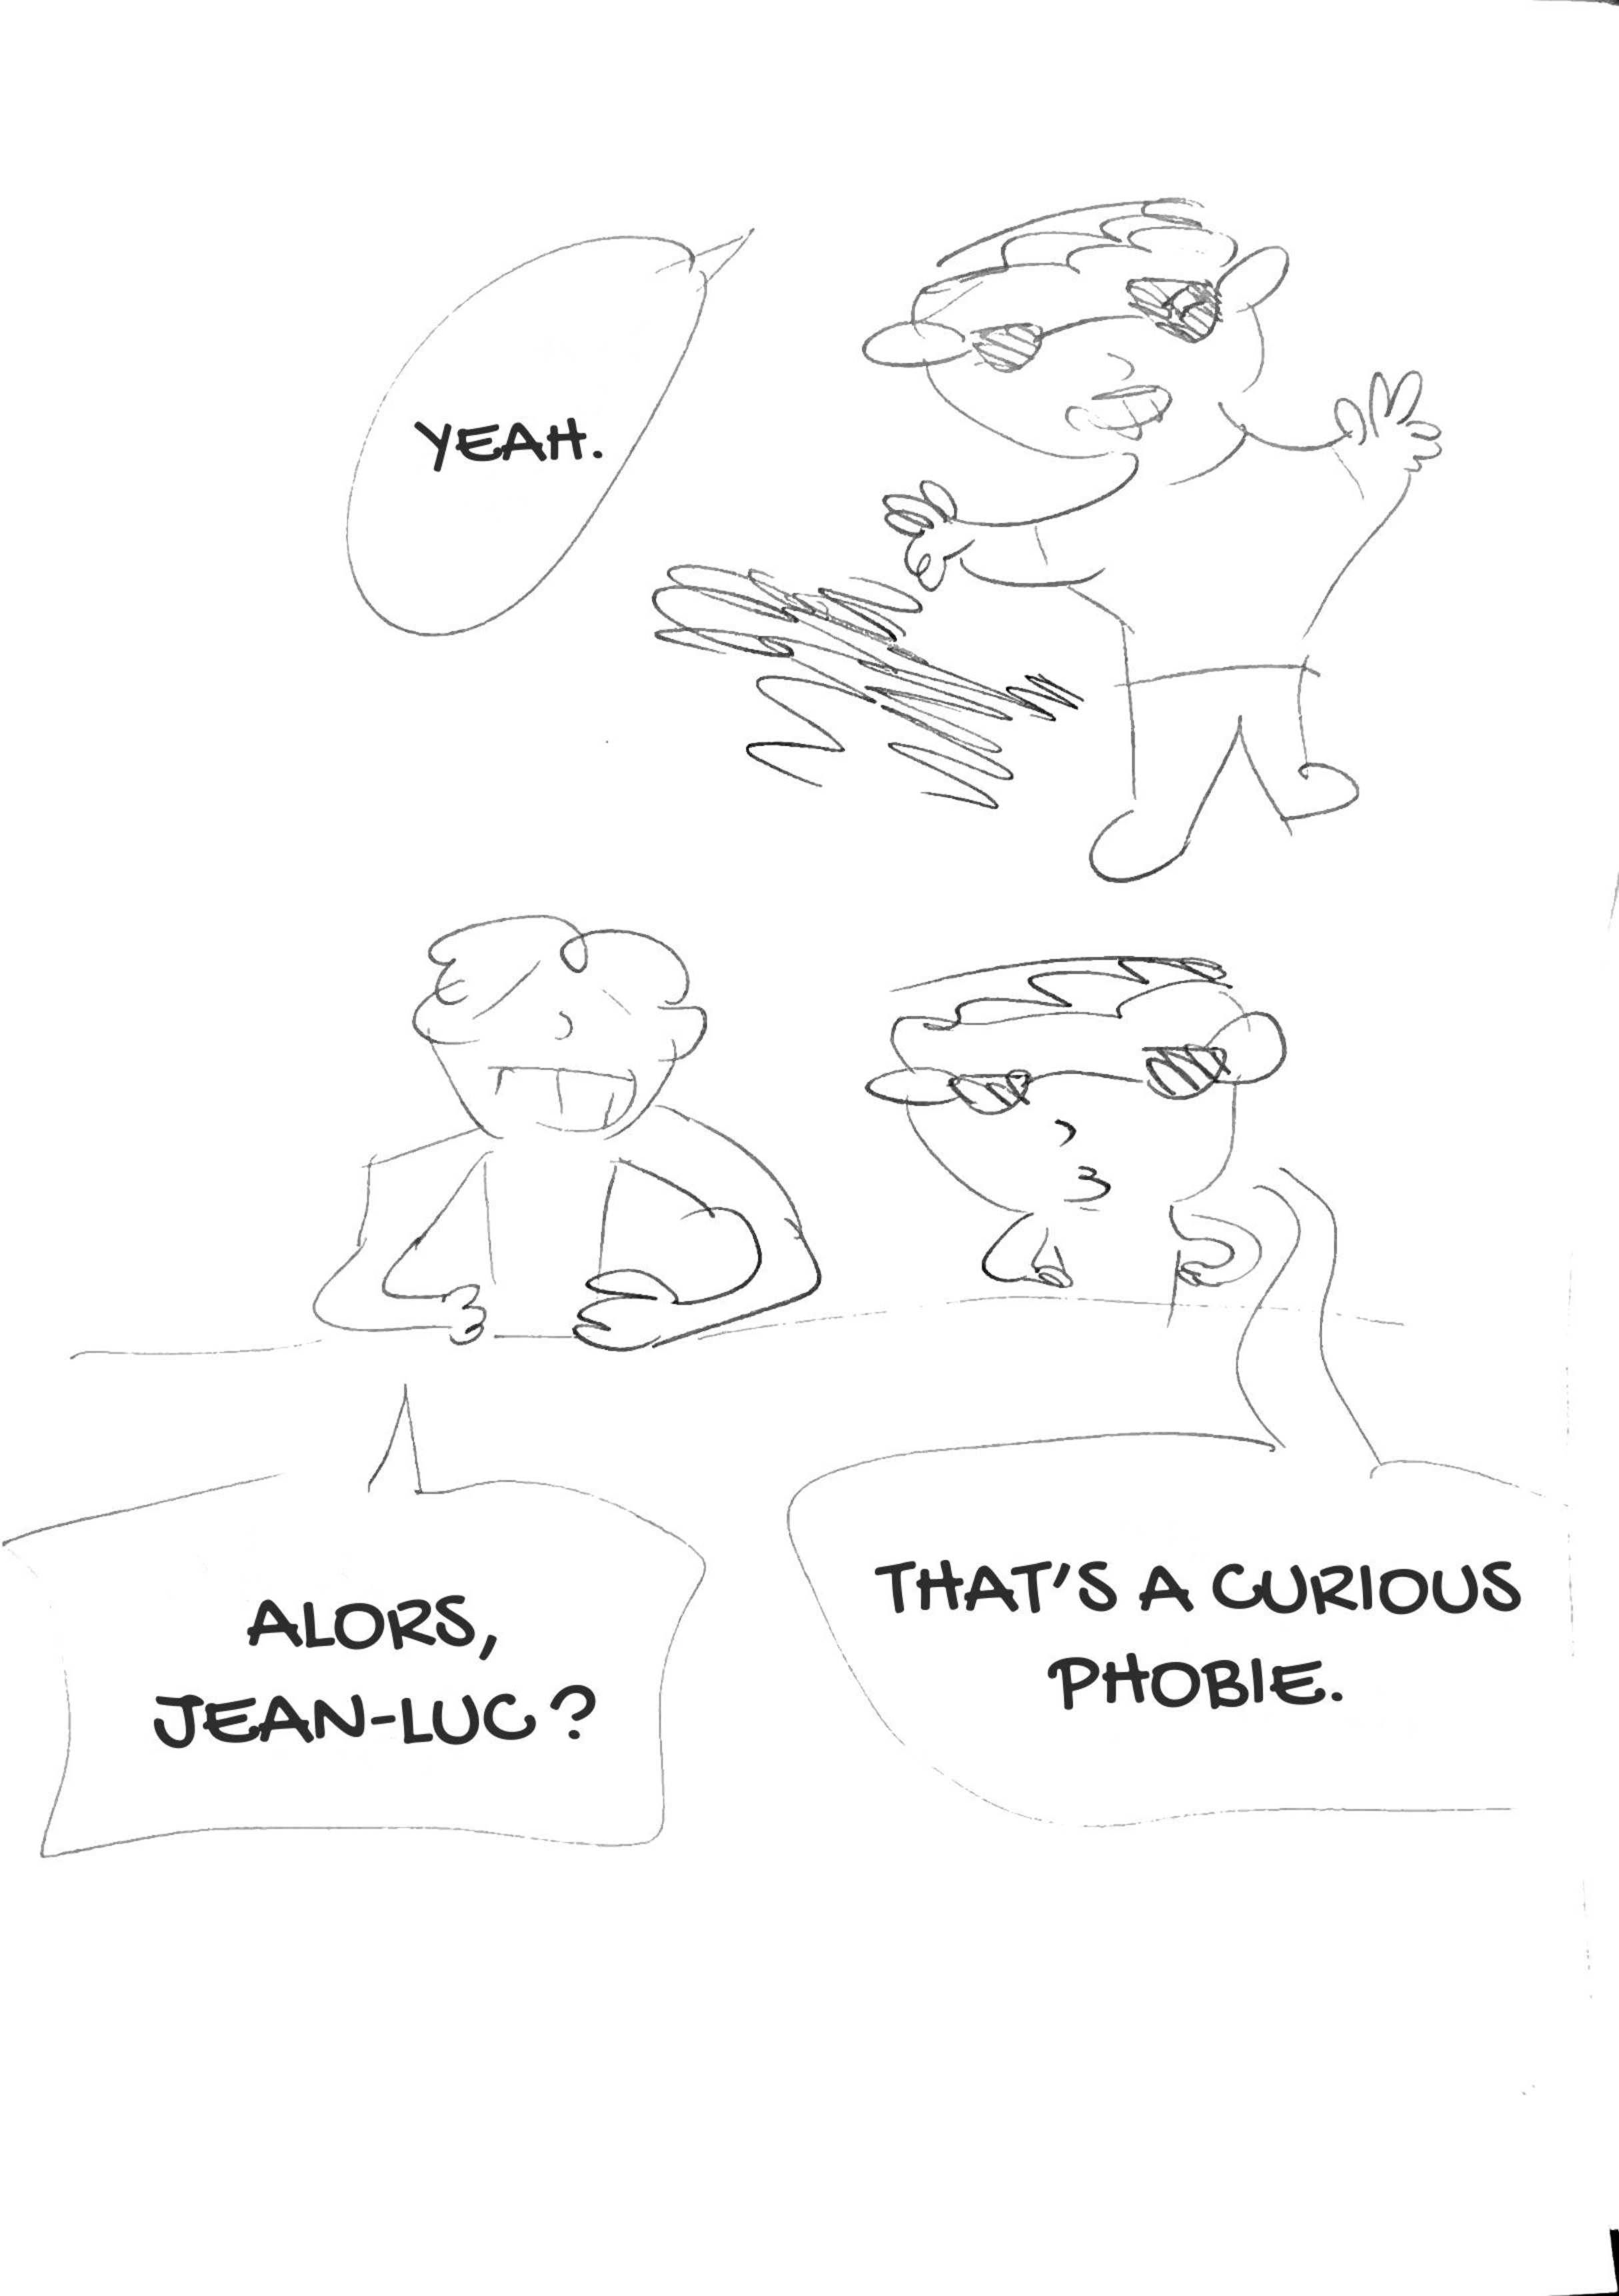 YEAH.
ALORS,
JEAN-LUC?
THAT'S A CURIOUS
PHOBIE.